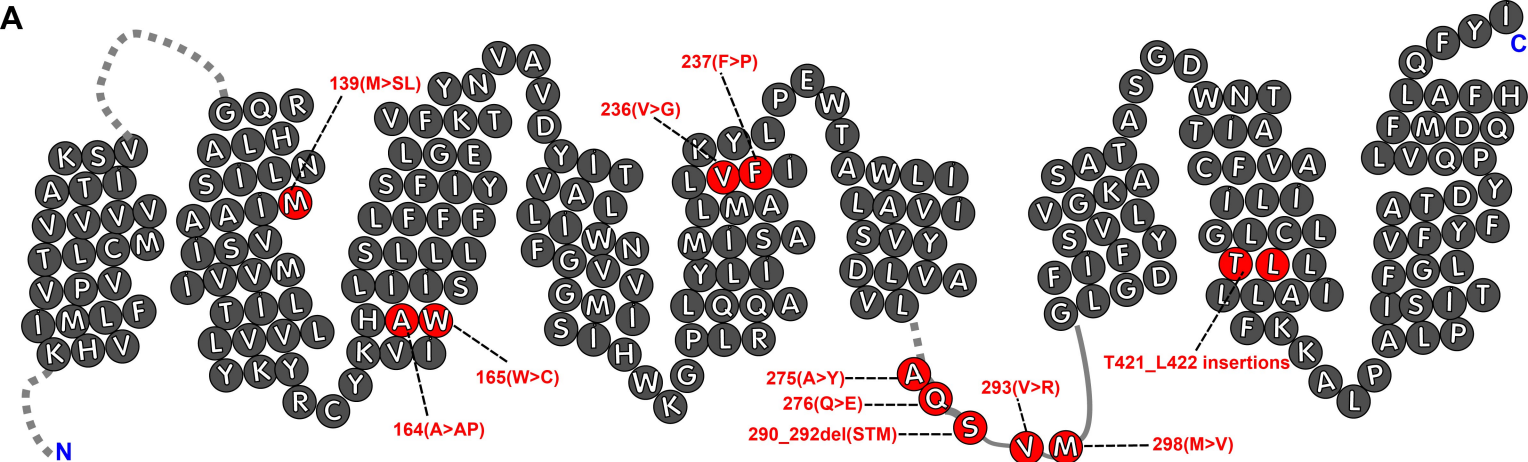 A
139(M>SL)
237(F>P)
236(V>G)
165(W>C)
164(A>AP)
275(A>Y)
276(Q>E)
290_292del(STM)
293(V>R)
298(M>V)
T421_L422 insertions
N
C
K S V
A T I
V V V V
T L C M
V P V
I M L F
K H V
G Q R
A L H
S I L N
A A I M
I S V
I V V M
T I L
L V V L
Y K Y
R C Y
Y N V A V D
V F K T
L G E
S F I Y
L F F F
S L L L
L I I S
H A W
K V I
Y I T
V A L
L I W N
F G V V
G M I
S I H
W K G
K Y L P E W T
L V F I
L M A
M I S A
Y L I
L Q Q A
P L R
A W L I
L A V I
S V Y
D L V A
V L
A Q S V M
S A T A S G D
V G K A
S V L
F I F Y
G L G D
W N T
T I A
C F V A
I L I
G L C L
T L L
L L A I
F K
K A L P
Q F Y I
L A F H
F M D Q
L V Q P
A T D Y
V F Y F
F G L
I S I T
A L P